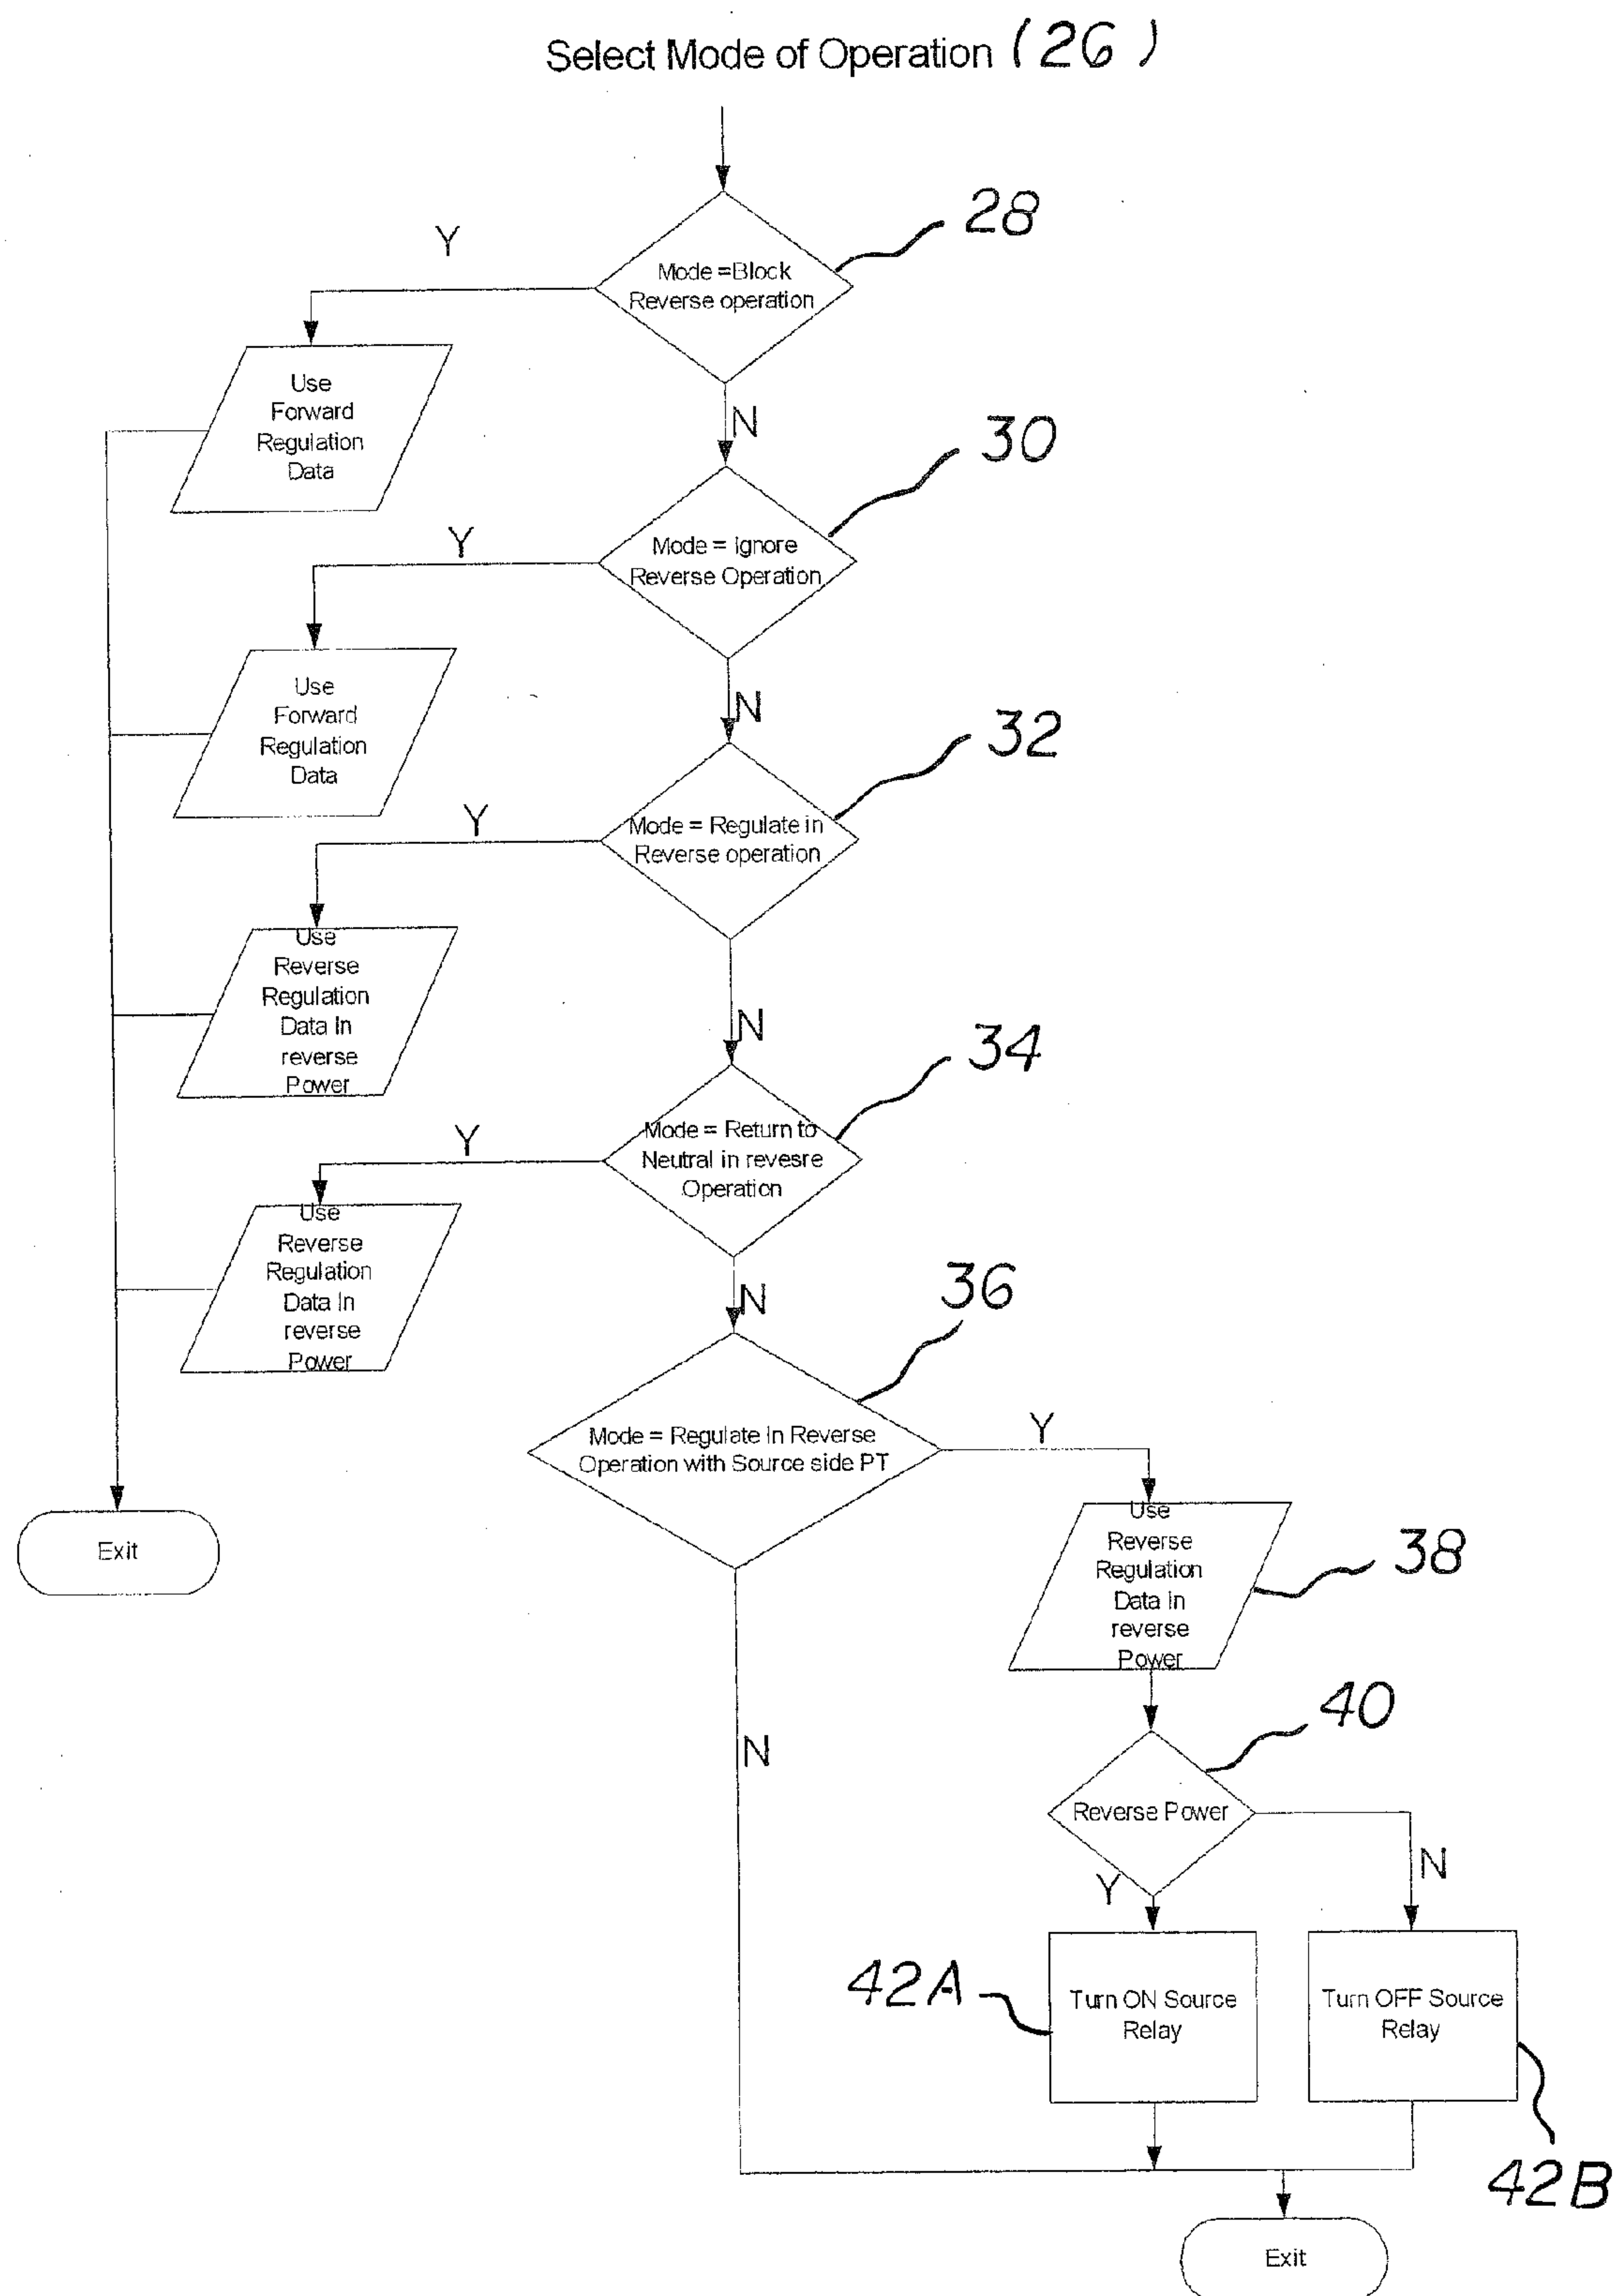 Select Mode of Operation (26)
28
Y
Mode =Block
Reverse operation
Use
Forward
Regulation
Data
N
30
Y
Mode = Ignore
Reverse Operation
Use
Forward
Regulation
Data
N
32
Y
Mode = Regulate in
Reverse operation
Use
Reverse
Regulation
Data In
reverse
Power
N
34
Y
Mode = Return to
Neutral in revesre
Operation
Use
Reverse
Regulation
Data In
reverse
Power
N
36
Mode = Regulate In Reverse
Operation with Source side PT
Y
Exit
Use
Reverse
Regulation
Data In
reverse
Power
38
N
40
Reverse Power
Y
N
42A
Turn ON Source
Relay
Turn OFF Source
Relay
42B
Exit